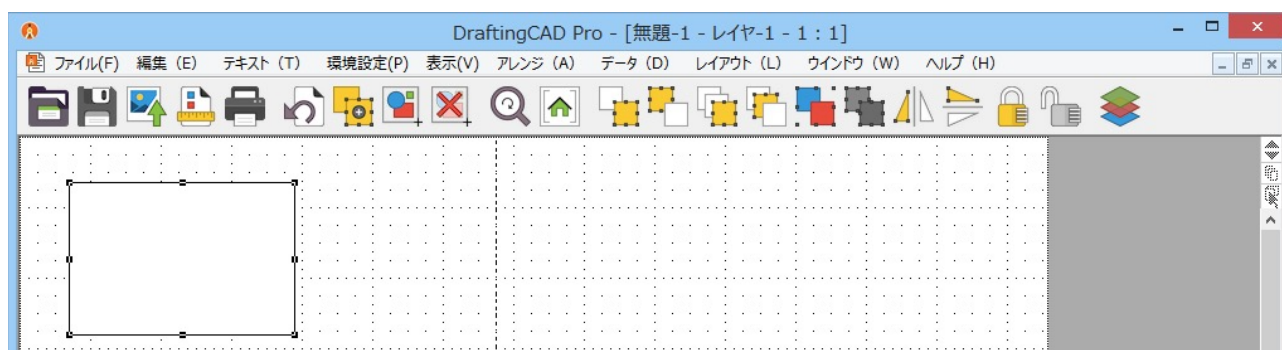 DraftingCAD Pro - [無題-1 - レイヤ-1 - 1 : 1]
ファイル(F) 編集 (E) テキスト (T) 環境設定(P) 表示(V) アレンジ (A) データ (D) レイアウト (L) ウインドウ (W) ヘルプ (H)